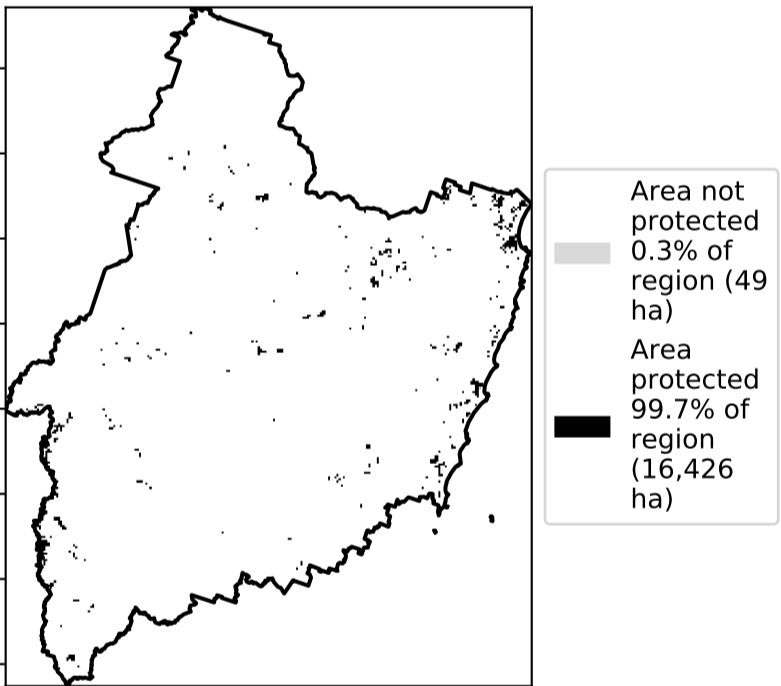 Area not
protected
0.3% of
region (49
ha)
Area
protected
99.7% of
region
(16,426
ha)